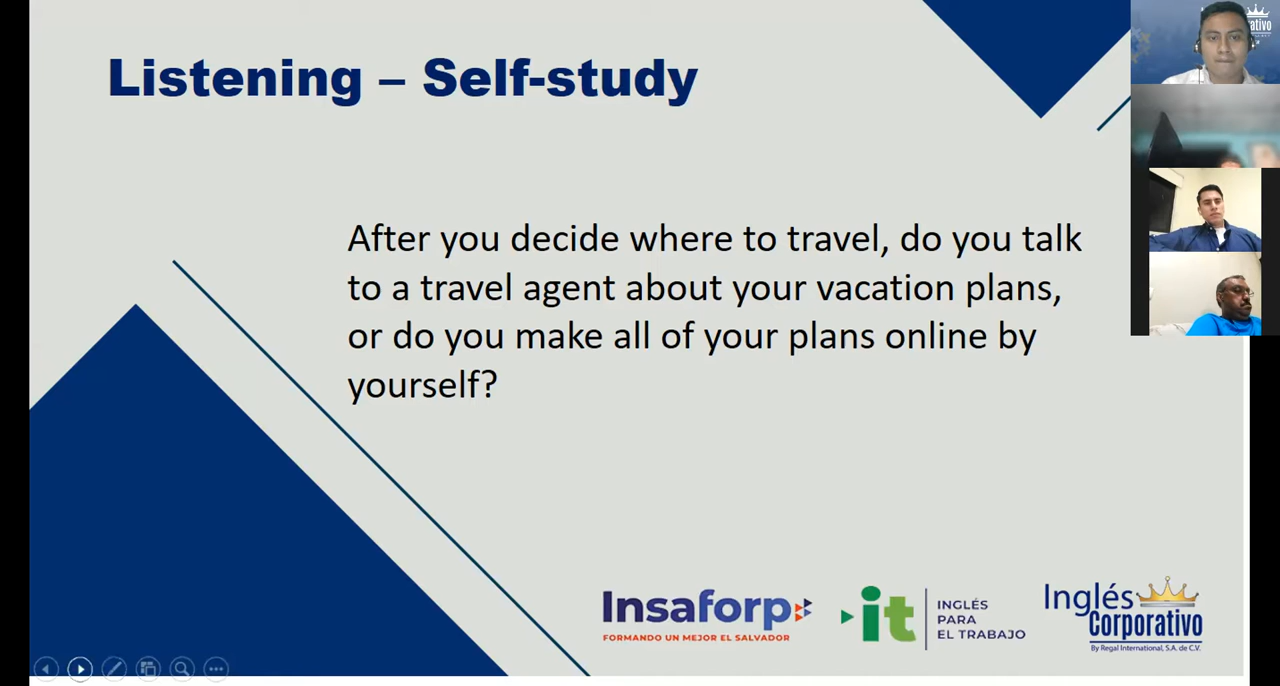 Listening – Self-study
After you decide where to travel, do you talk
to a travel agent about your vacation plans,
or do you make all of your plans online by
yourself?
Insaforp
FORMANDO UN MEJOR EL SALVADOR
it
INGLÉS
PARA
EL TRABAJO
Inglés
Corporativo
By Regal International, S.A. de C.V.